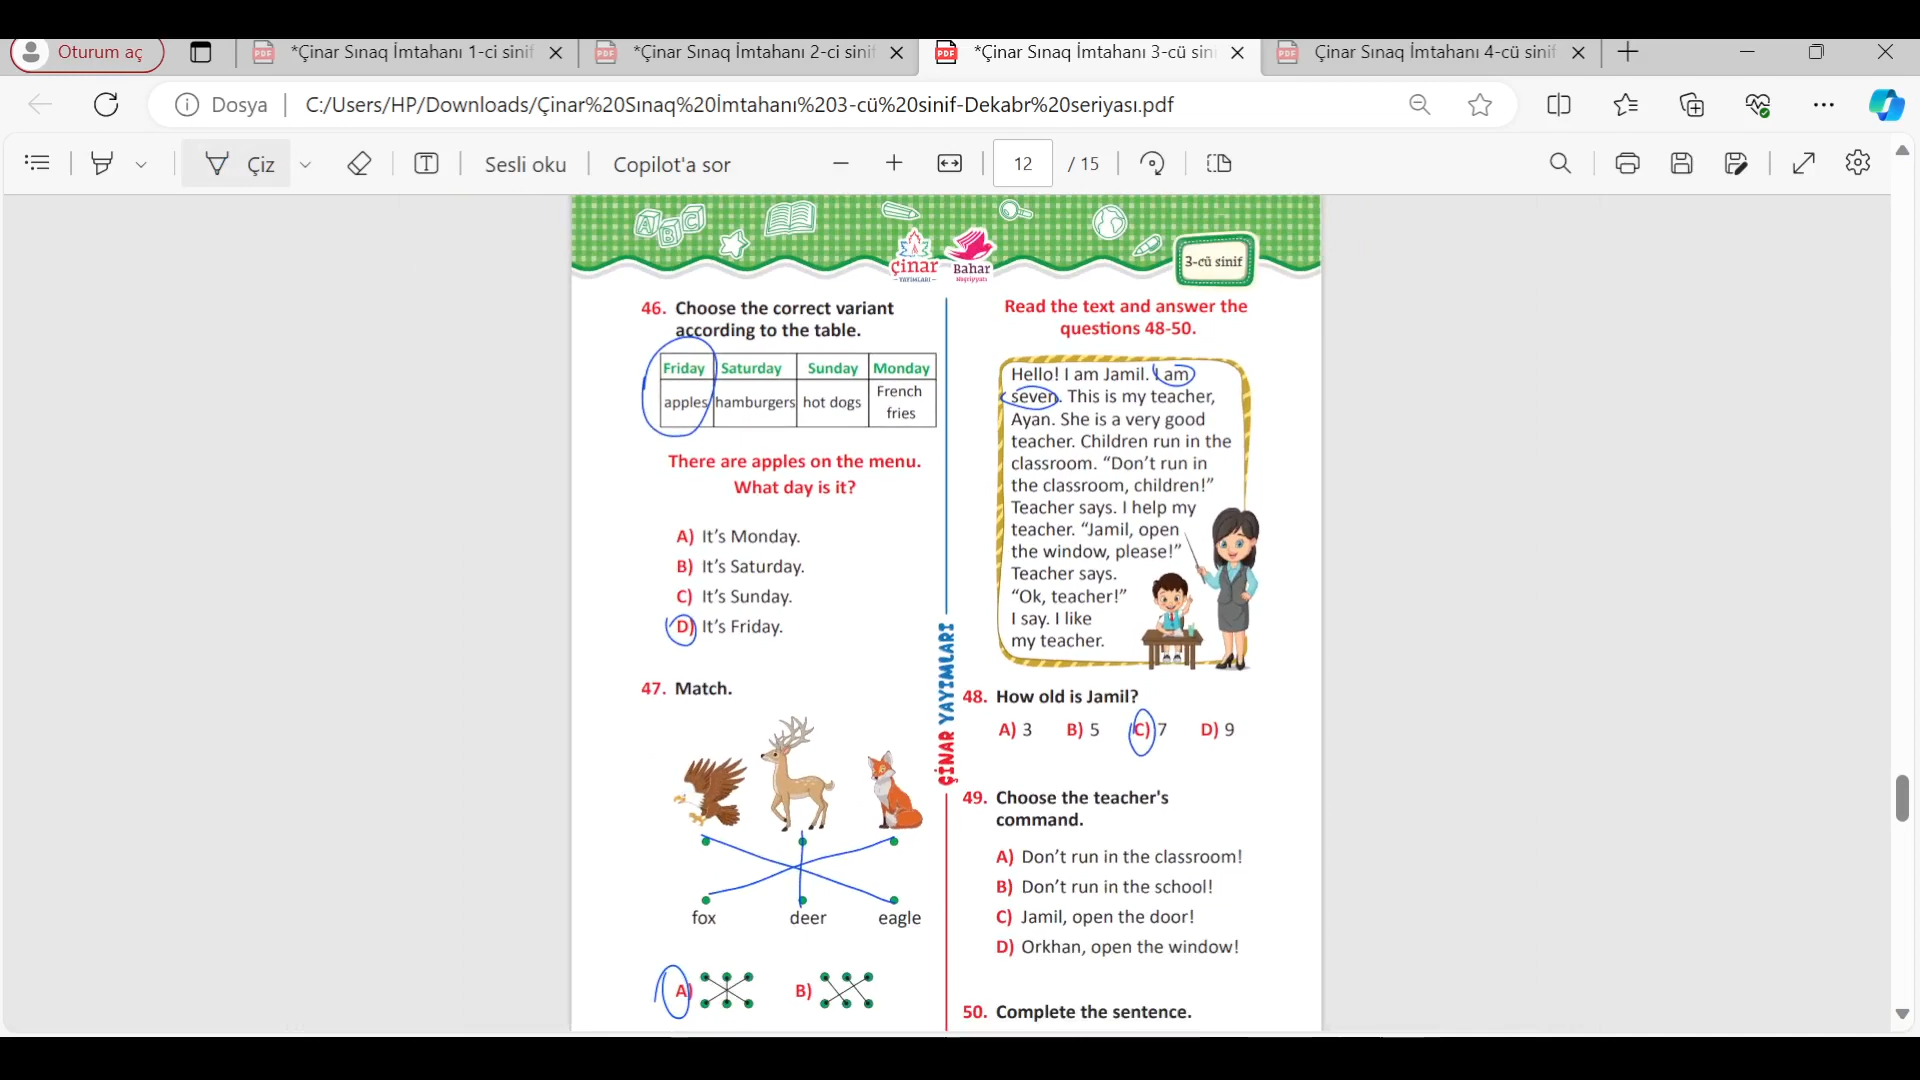 Oturum aç
*Çinar Sınaq İmtahanı 1-ci sinif
*Çinar Sınaq İmtahanı 2-ci sinif
*Çinar Sınaq İmtahanı 3-cü sini
Çinar Sınaq İmtahanı 4-cü sinif
Dosya
C:/Users/HP/Downloads/Çinar%20Sınaq%20İmtahanı%203-cü%20sinif-Dekabr%20seriyası.pdf
Çiz
Sesli oku
Copilot'a sor
12
/ 15
ABC
çinar
YAYIMLARI
Bahar
Nəşriyyatı
3-cü sinif
46. Choose the correct variant
according to the table.
Friday Saturday Sunday Monday
apples hamburgers hot dogs French
fries
There are apples on the menu.
What day is it?
A) It's Monday.
B) It's Saturday.
C) It's Sunday.
D) It's Friday.
47. Match.
fox deer eagle
A) B)
ÇİNAR YAYIMLARI
Read the text and answer the
questions 48-50.
Hello! I am Jamil. I am
seven. This is my teacher,
Ayan. She is a very good
teacher. Children run in the
classroom. “Don't run in
the classroom, children!”
Teacher says. I help my
teacher. “Jamil, open
the window, please!”
Teacher says.
“Ok, teacher!”
I say. I like
my teacher.
48. How old is Jamil?
A) 3 B) 5 C) 7 D) 9
49. Choose the teacher's
command.
A) Don't run in the classroom!
B) Don't run in the school!
C) Jamil, open the door!
D) Orkhan, open the window!
50. Complete the sentence.